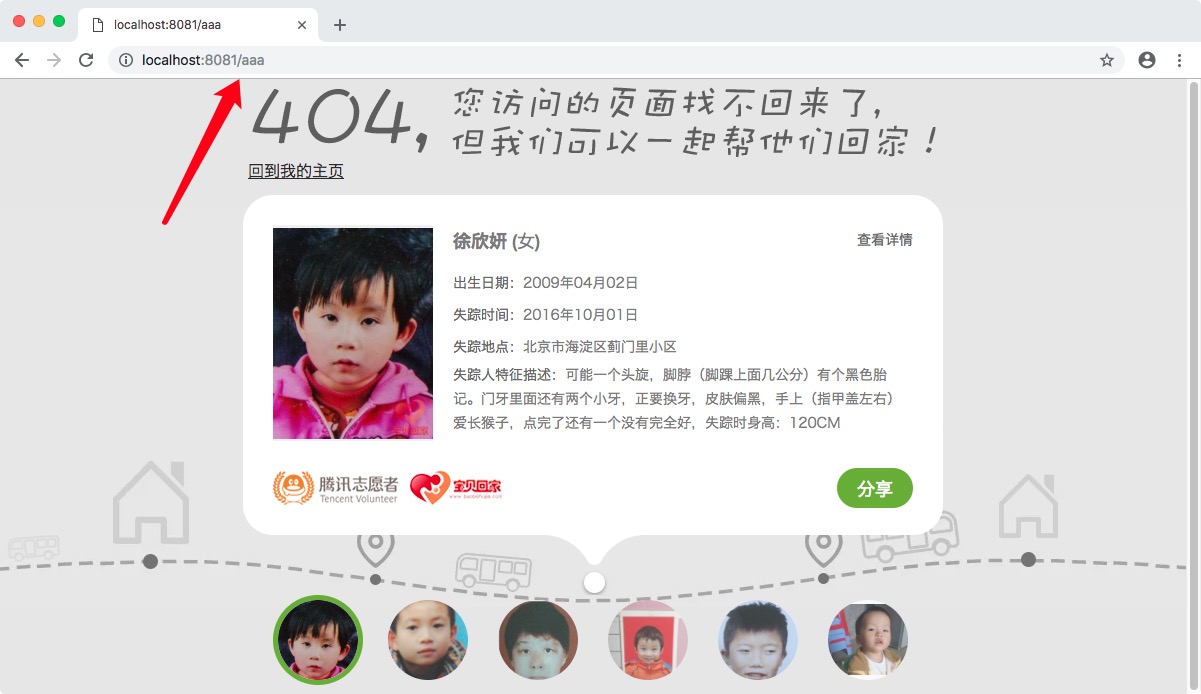 localhost:8081/aaa
localhost:8081/aaa
404,
您访问的页面找不回来了,
但我们可以一起帮他们回家！
回到我的主页
徐欣妍 (女)
查看详情
出生日期：2009年04月02日
失踪时间：2016年10月01日
失踪地点：北京市海淀区蓟门里小区
失踪人特征描述：可能一个头旋，脚脖（脚踝上面几公分）有个黑色胎
记。门牙里面还有两个小牙，正要换牙，皮肤偏黑，手上（指甲盖左右）
爱长猴子，点完了还有一个没有完全好，失踪时身高：120CM
腾讯志愿者
Tencent Volunteer
宝贝回家
分享